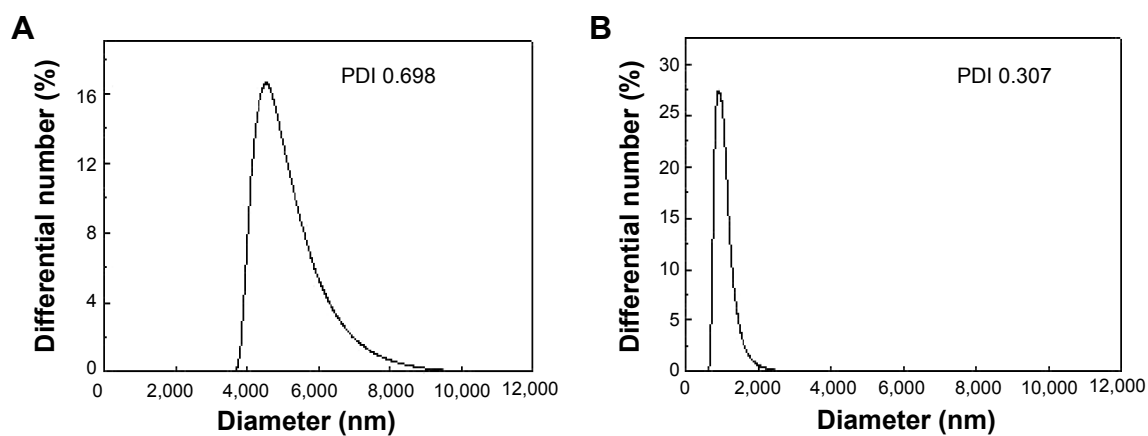 A
PDI 0.698
Differential number (%)
16
12
8
4
0
0 2,000 4,000 6,000 8,000 10,000 12,000
Diameter (nm)
B
PDI 0.307
Differential number (%)
30
25
20
15
10
5
0
0 2,000 4,000 6,000 8,000 10,000 12,000
Diameter (nm)